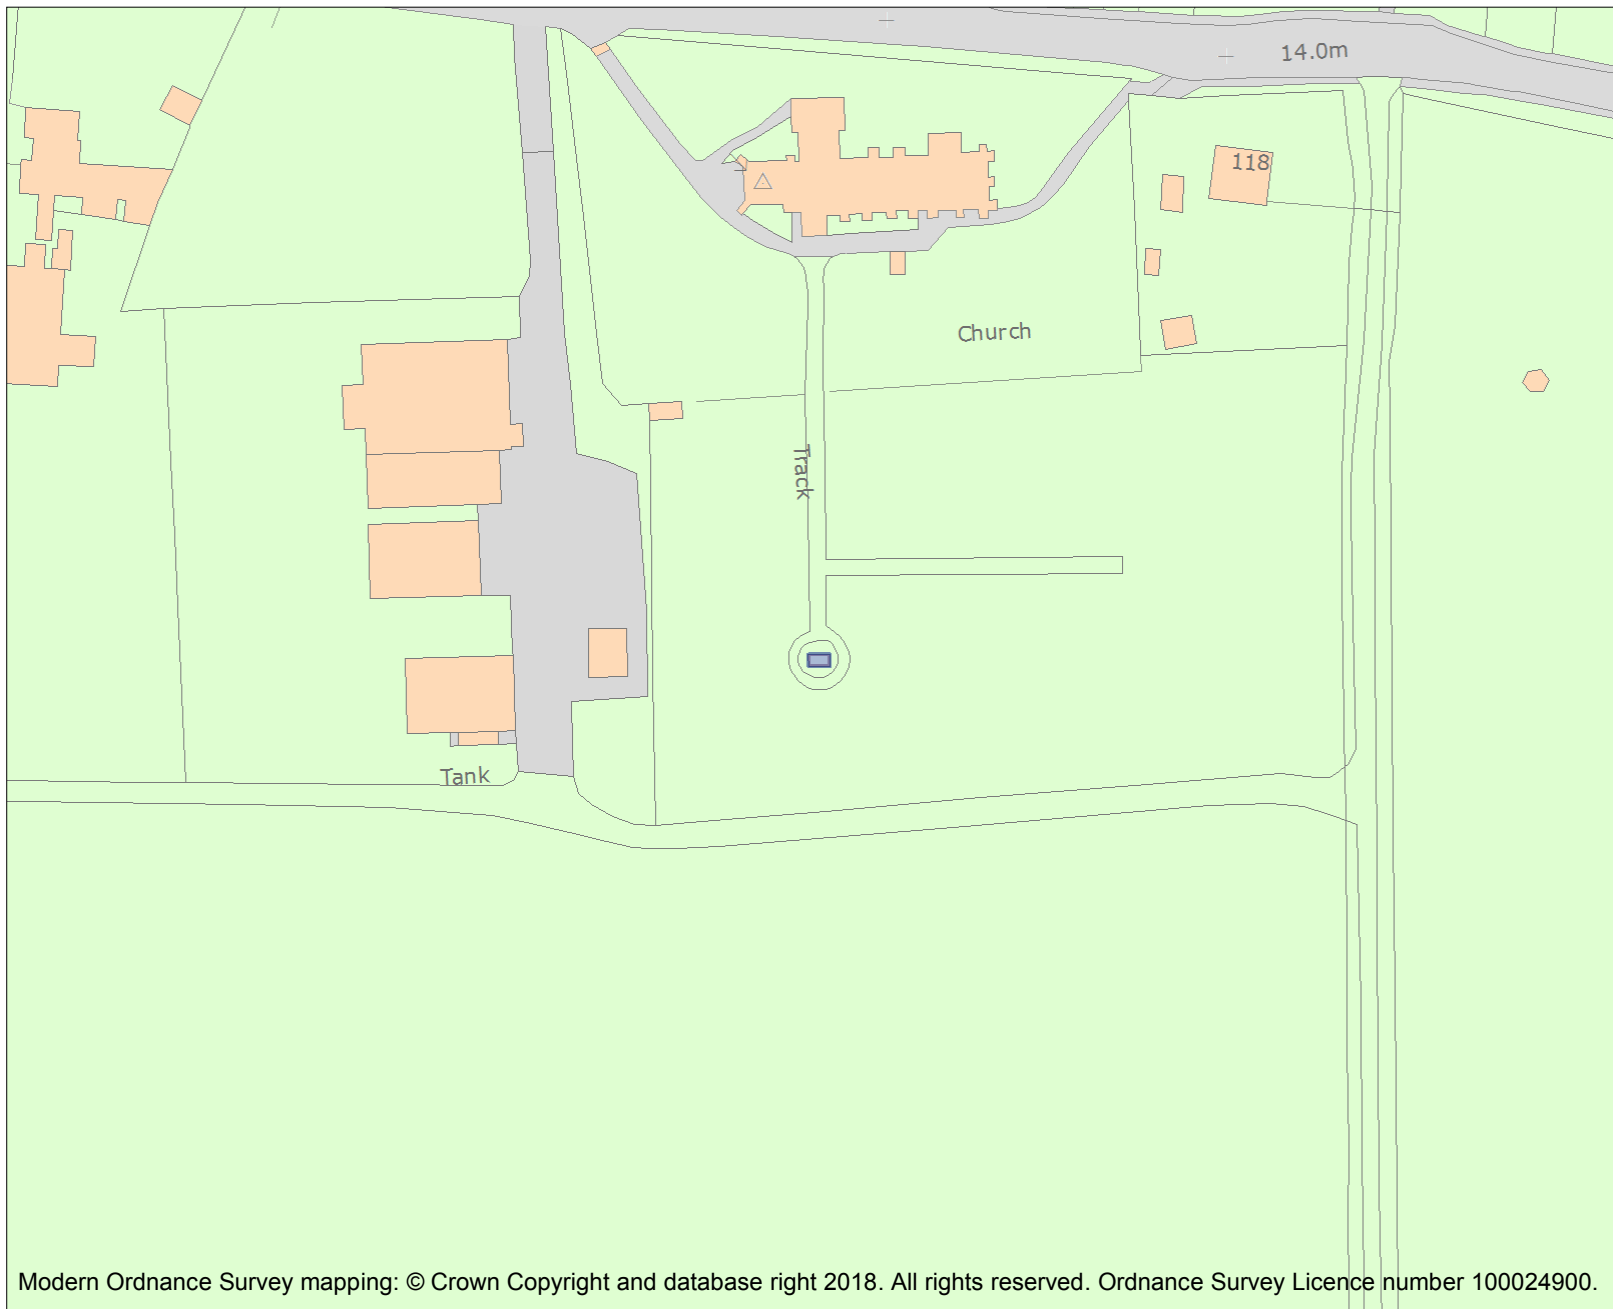 14.0m
118
Church
Track
Tank
Modern Ordnance Survey mapping: © Crown Copyright and database right 2018. All rights reserved. Ordnance Survey Licence number 100024900.